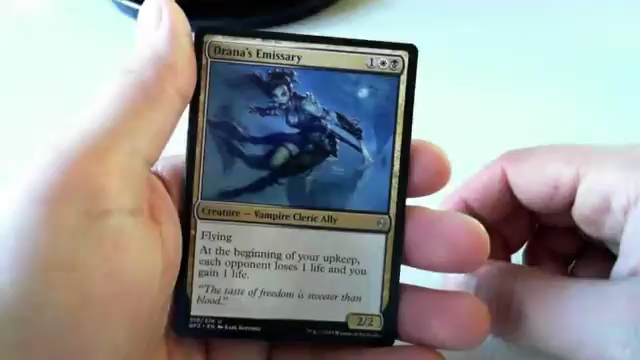 Drana's Emissary 1
Creature — Vampire Cleric Ally
Flying
At the beginning of your upkeep,
each opponent loses 1 life and you
gain 1 life.
"The taste of freedom is sweeter than
blood."
2/2